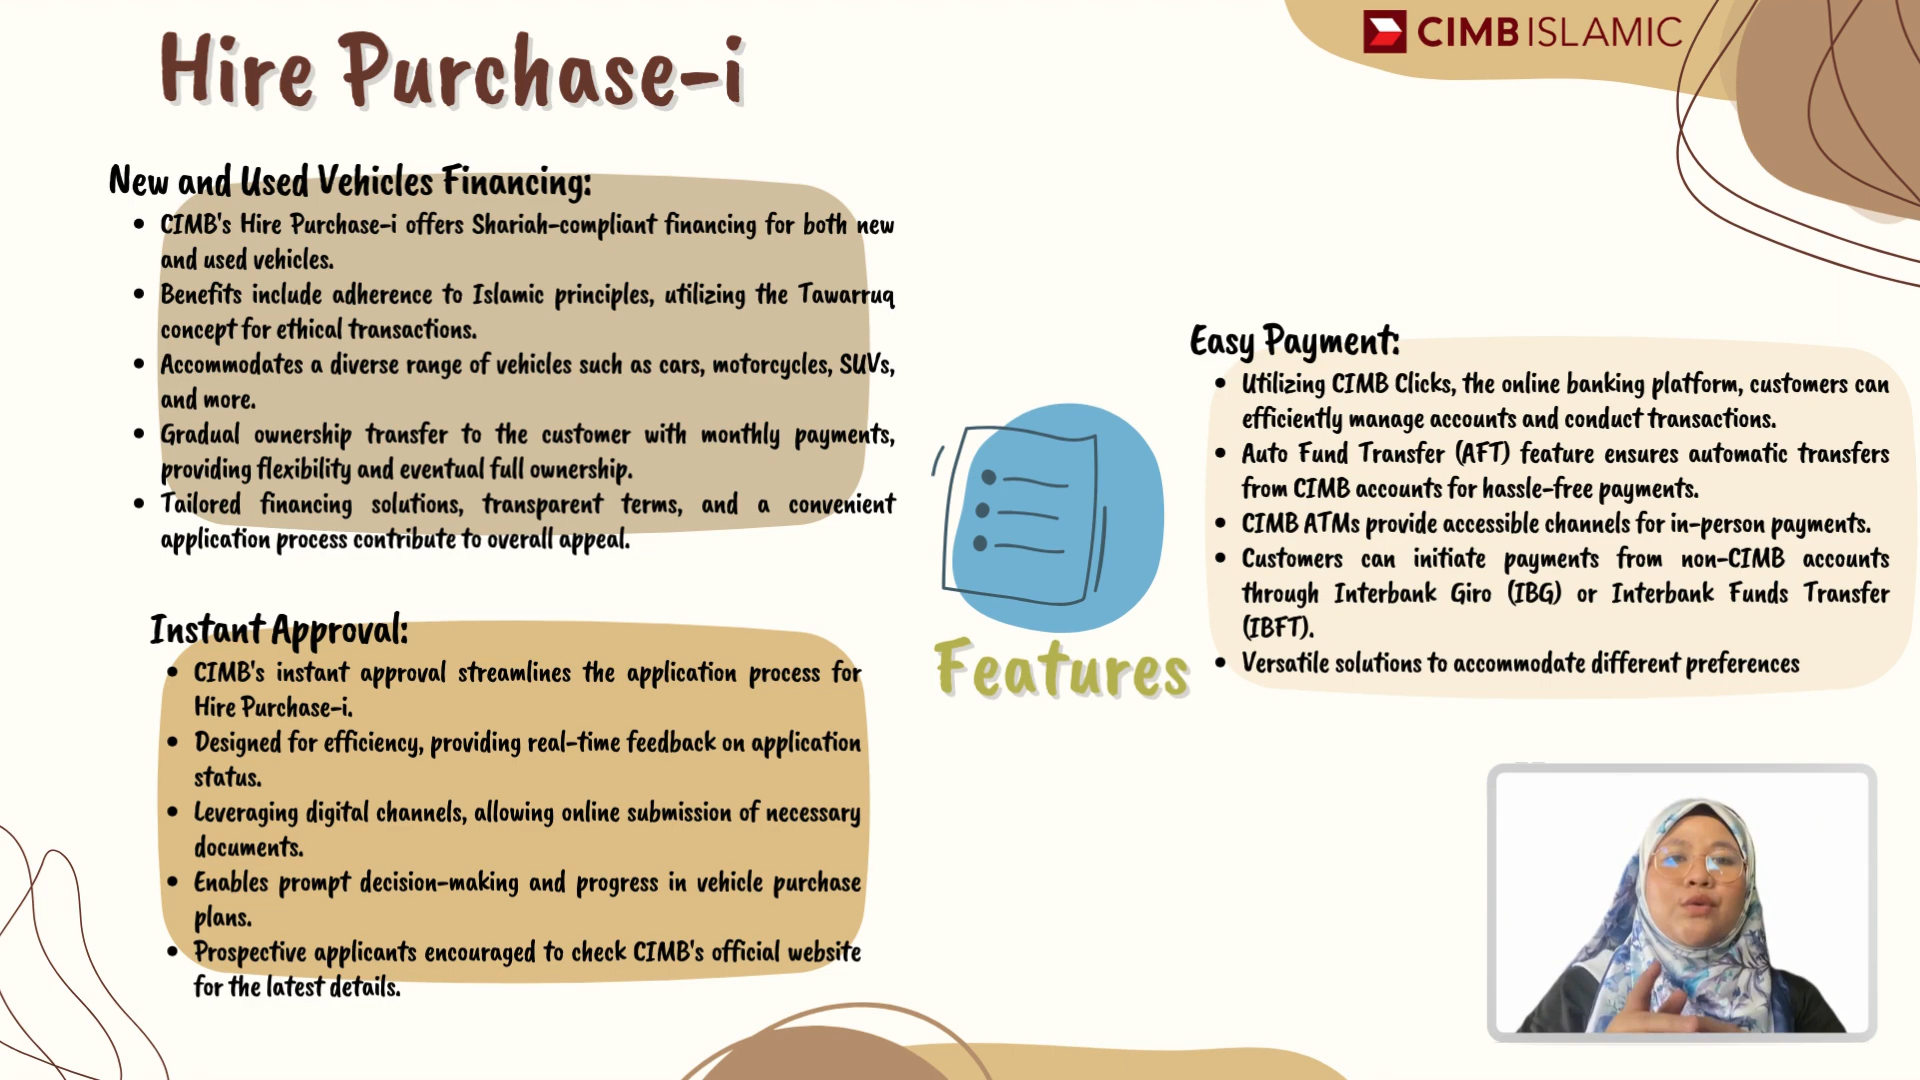 Hire Purchase-i
CIMB ISLAMIC
New and Used Vehicles Financing:
• CIMB's Hire Purchase-i offers Shariah-compliant financing for both new
and used vehicles.
• Benefits include adherence to Islamic principles, utilizing the Tawarruq
concept for ethical transactions.
• Accommodates a diverse range of vehicles such as cars, motorcycles, SUVs,
and more.
• Gradual ownership transfer to the customer with monthly payments,
providing flexibility and eventual full ownership.
• Tailored financing solutions, transparent terms, and a convenient
application process contribute to overall appeal.
Instant Approval:
• CIMB's instant approval streamlines the application process for
Hire Purchase-i.
• Designed for efficiency, providing real-time feedback on application
status.
• Leveraging digital channels, allowing online submission of necessary
documents.
• Enables prompt decision-making and progress in vehicle purchase
plans.
• Prospective applicants encouraged to check CIMB's official website
for the latest details.
Features
Easy Payment:
• Utilizing CIMB Clicks, the online banking platform, customers can
efficiently manage accounts and conduct transactions.
• Auto Fund Transfer (AFT) feature ensures automatic transfers
from CIMB accounts for hassle-free payments.
• CIMB ATMs provide accessible channels for in-person payments.
• Customers can initiate payments from non-CIMB accounts
through Interbank Giro (IBG) or Interbank Funds Transfer
(IBFT).
• Versatile solutions to accommodate different preferences